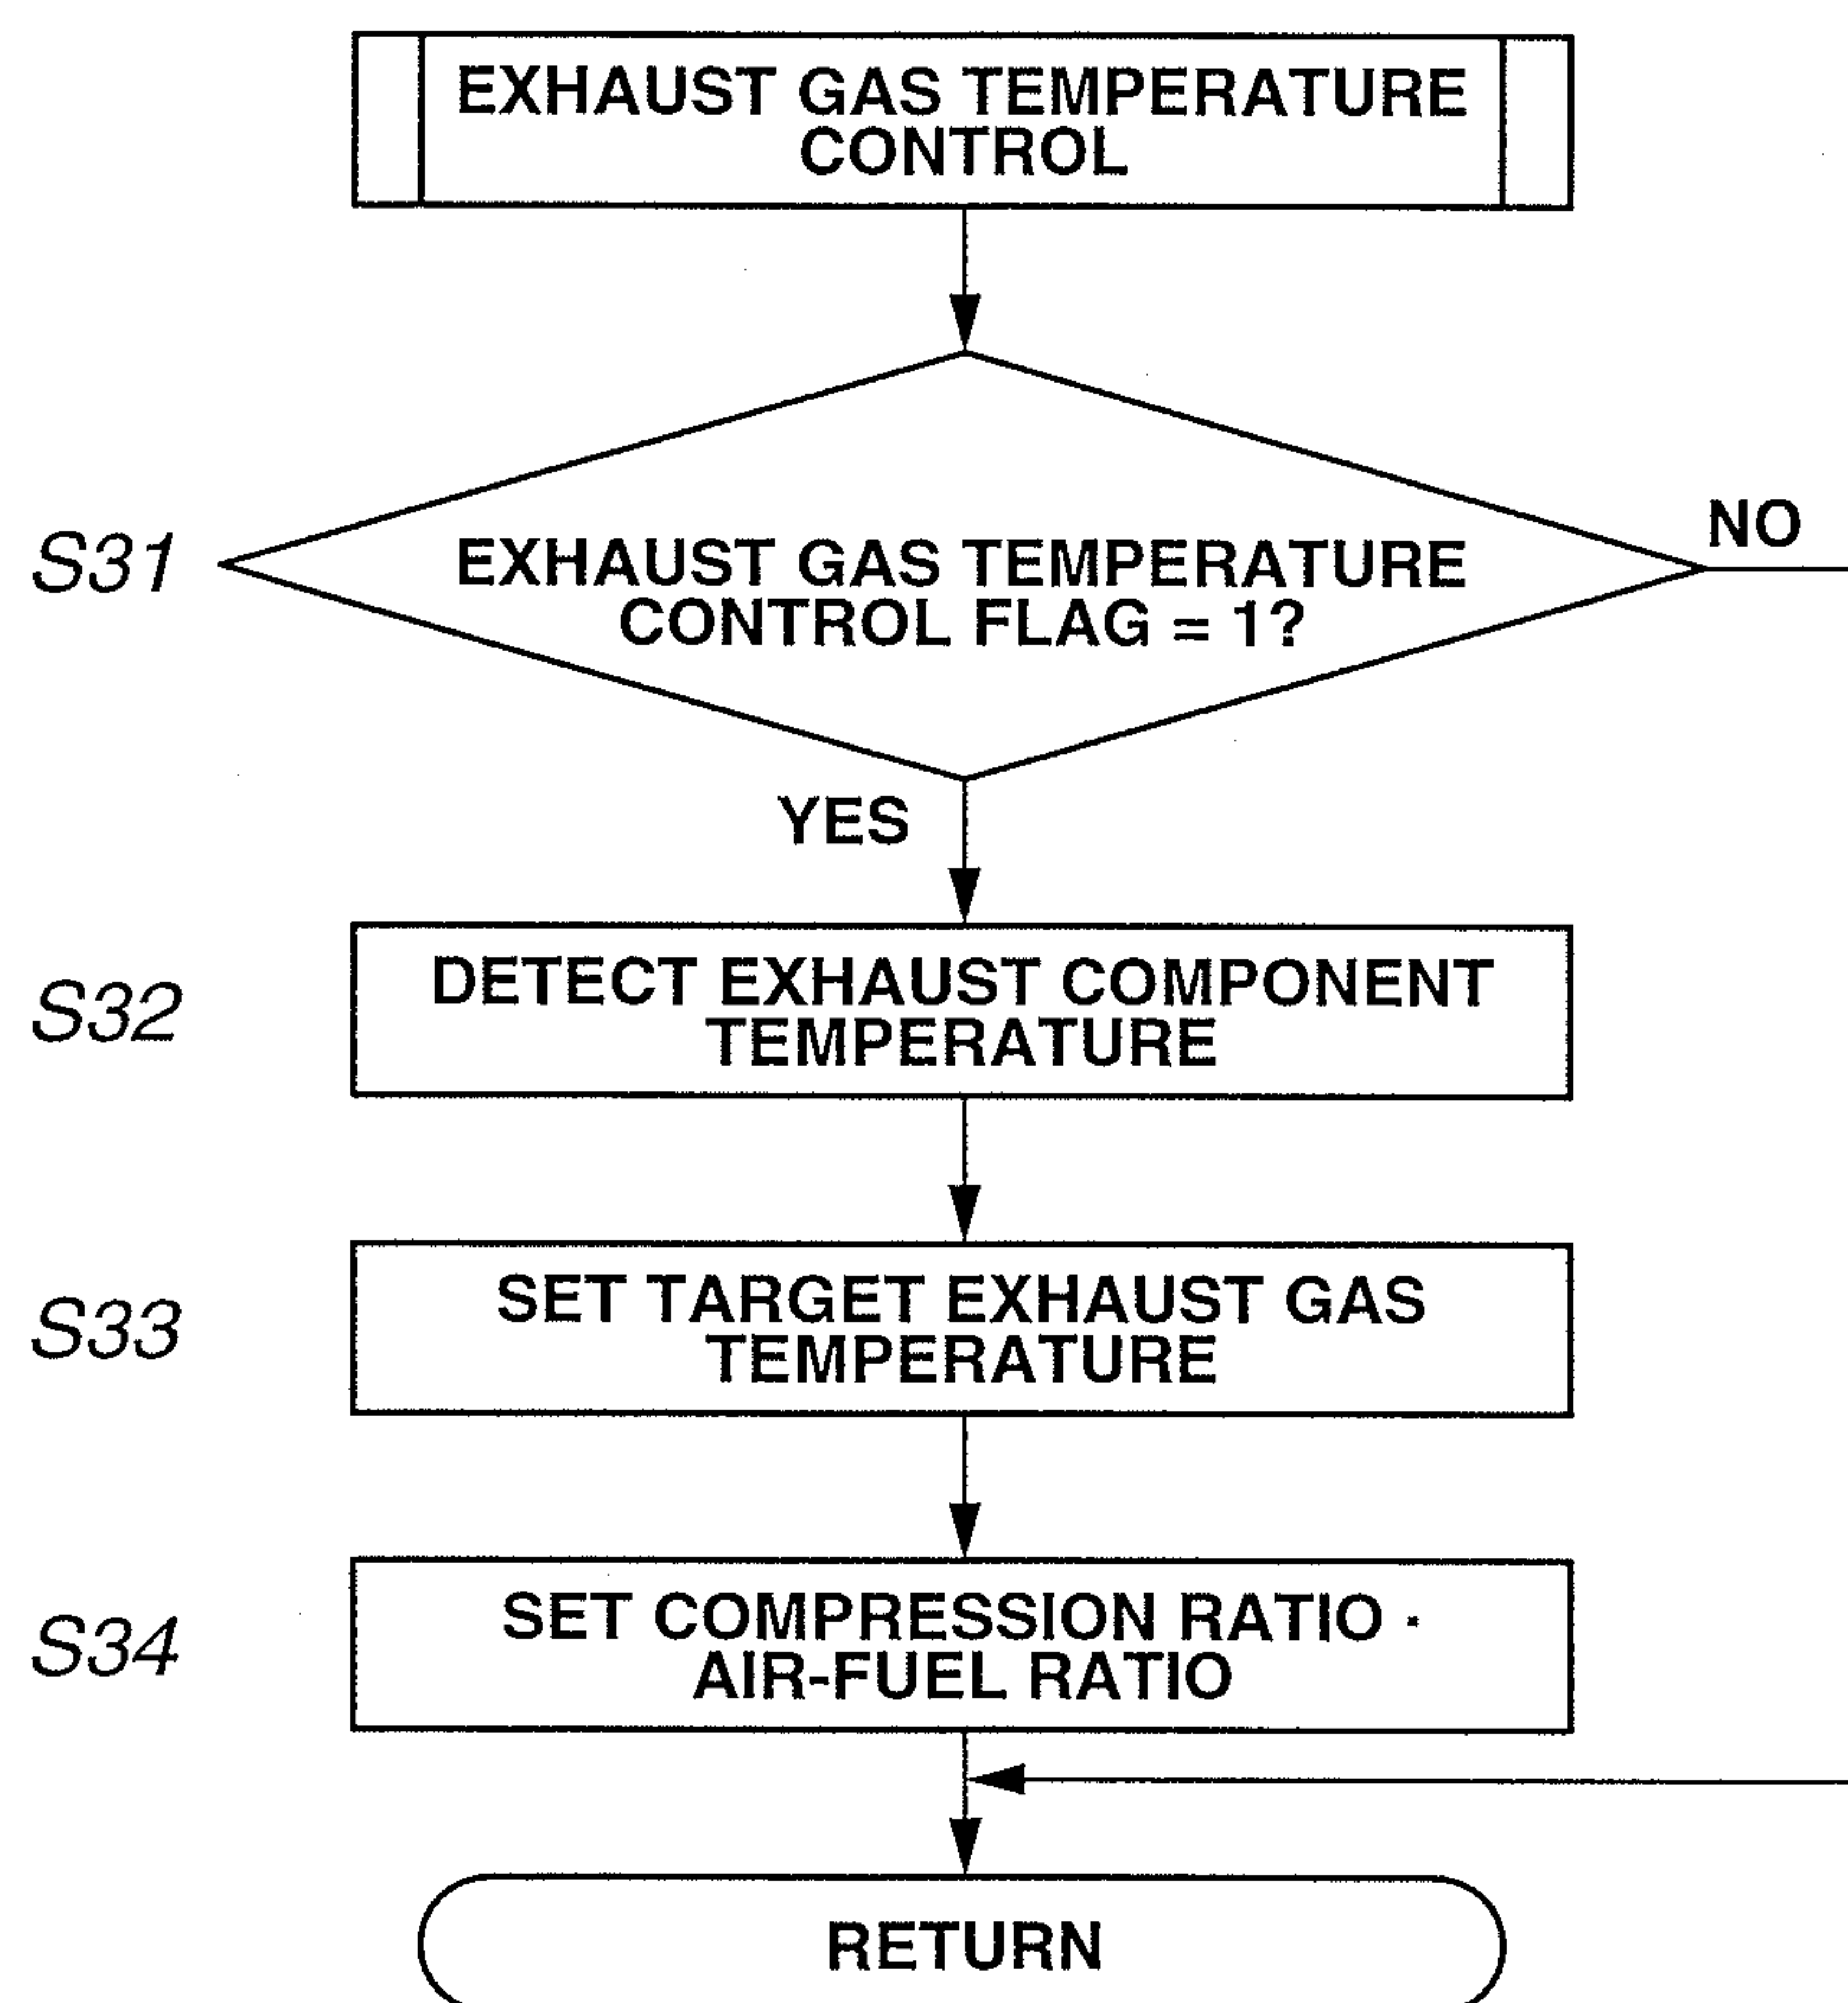 EXHAUST GAS TEMPERATURE
CONTROL
S31
EXHAUST GAS TEMPERATURE
CONTROL FLAG = 1?
NO
YES
S32
DETECT EXHAUST COMPONENT
TEMPERATURE
S33
SET TARGET EXHAUST GAS
TEMPERATURE
S34
SET COMPRESSION RATIO ·
AIR-FUEL RATIO
RETURN